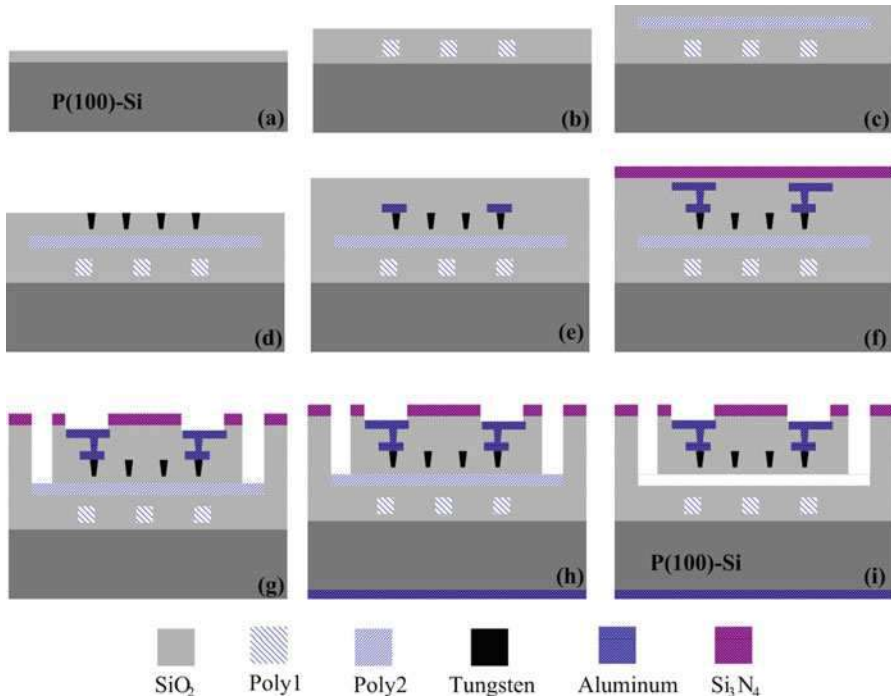 P(100)-Si
(a)
(b)
(c)
(d)
(e)
(f)
(g)
(h)
P(100)-Si
(i)
SiO₂
Poly1
Poly2
Tungsten
Aluminum
Si₃N₄